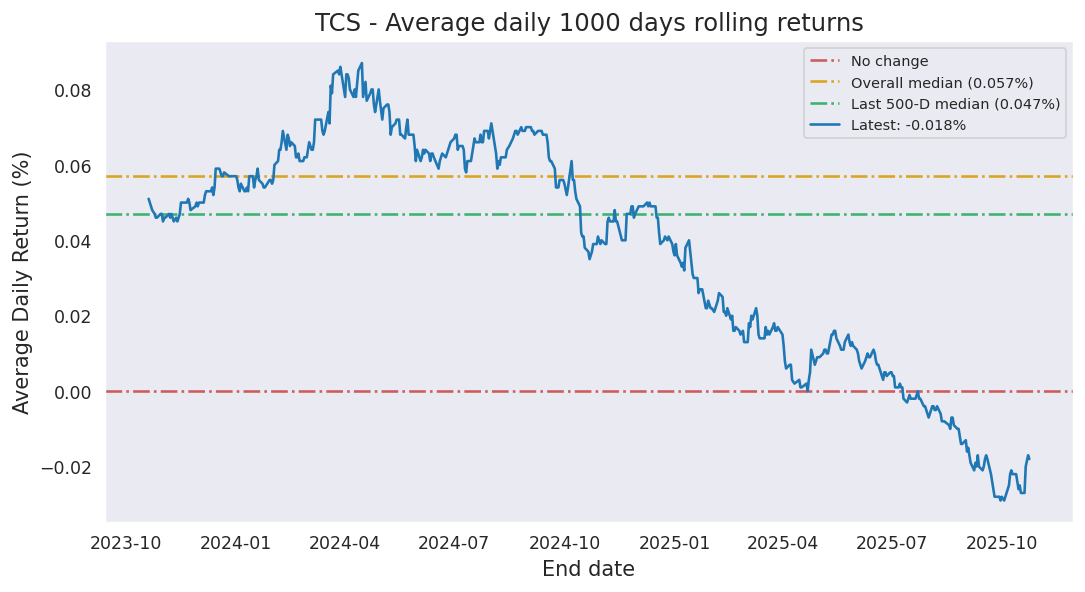 TCS - Average daily 1000 days rolling returns
No change
Overall median (0.057%)
Last 500-D median (0.047%)
Latest: -0.018%
Average Daily Return (%)
0.08
0.06
0.04
0.02
0.00
−0.02
2023-10 2024-01 2024-04 2024-07 2024-10 2025-01 2025-04 2025-07 2025-10
End date